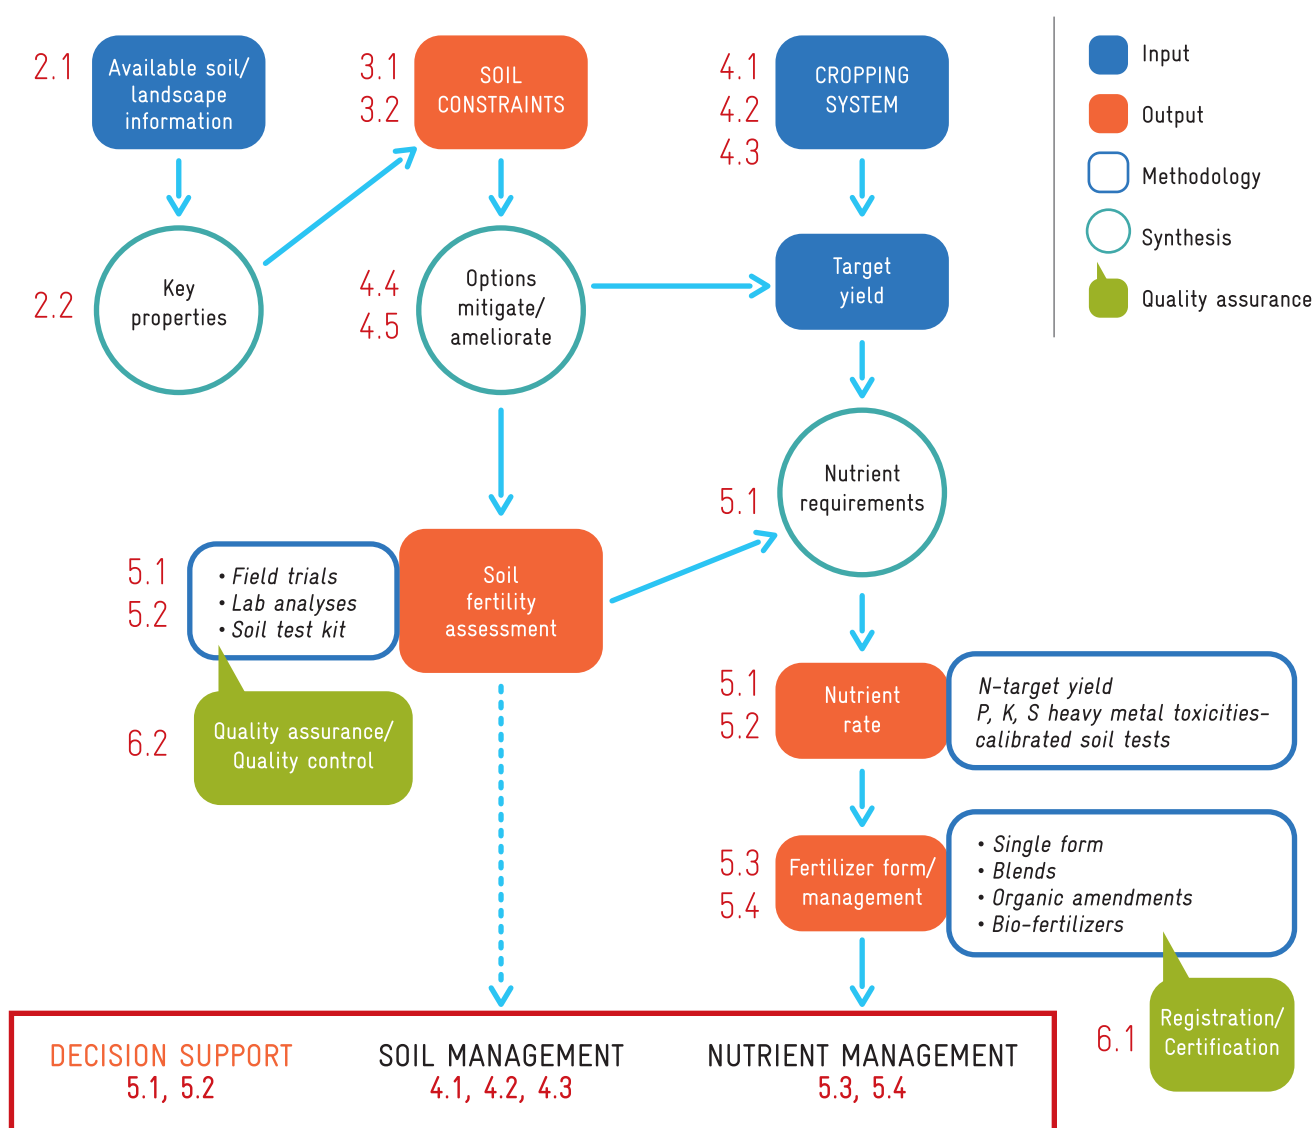 2.1
Available soil/
landscape
information
3.1
3.2
SOIL
CONSTRAINTS
4.1
4.2
4.3
CROPPING
SYSTEM
Input
Output
Methodology
Synthesis
Quality assurance
2.2
Key
properties
4.4
4.5
Options
mitigate/
ameliorate
Target
yield
5.1
Nutrient
requirements
5.1
5.2
• Field trials
• Lab analyses
• Soil test kit
Soil
fertility
assessment
6.2
Quality assurance/
Quality control
5.1
5.2
Nutrient
rate
N-target yield
P, K, S heavy metal toxicities-
calibrated soil tests
5.3
5.4
Fertilizer form/
management
• Single form
• Blends
• Organic amendments
• Bio-fertilizers
6.1
Registration/
Certification
DECISION SUPPORT
5.1, 5.2
SOIL MANAGEMENT
4.1, 4.2, 4.3
NUTRIENT MANAGEMENT
5.3, 5.4